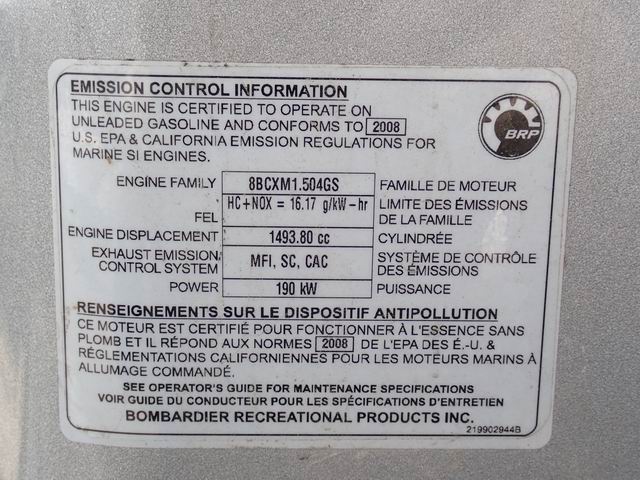 EMISSION CONTROL INFORMATION
THIS ENGINE IS CERTIFIED TO OPERATE ON
UNLEADED GASOLINE AND CONFORMS TO 2008
U.S. EPA & CALIFORNIA EMISSION REGULATIONS FOR
MARINE SI ENGINES.
BRP
ENGINE FAMILY 8BCXM1.504GS FAMILLE DE MOTEUR
FEL HC+NOX = 16.17 g/kW-hr LIMITE DES ÉMISSIONS
DE LA FAMILLE
ENGINE DISPLACEMENT 1493.80 cc CYLINDRÉE
EXHAUST EMISSION MFI, SC, CAC SYSTÈME DE CONTRÔLE
CONTROL SYSTEM DES ÉMISSIONS
POWER 190 kW PUISSANCE
RENSEIGNEMENTS SUR LE DISPOSITIF ANTIPOLLUTION
CE MOTEUR EST CERTIFIÉ POUR FONCTIONNER À L'ESSENCE SANS
PLOMB ET IL RÉPOND AUX NORMES 2008 DE L'EPA DES É.-U. &
RÉGLEMENTATIONS CALIFORNIENNES POUR LES MOTEURS MARINS À
ALLUMAGE COMMANDÉ.
SEE OPERATOR'S GUIDE FOR MAINTENANCE SPECIFICATIONS
VOIR GUIDE DU CONDUCTEUR POUR LES SPÉCIFICATIONS D'ENTRETIEN
BOMBARDIER RECREATIONAL PRODUCTS INC.
219902944B